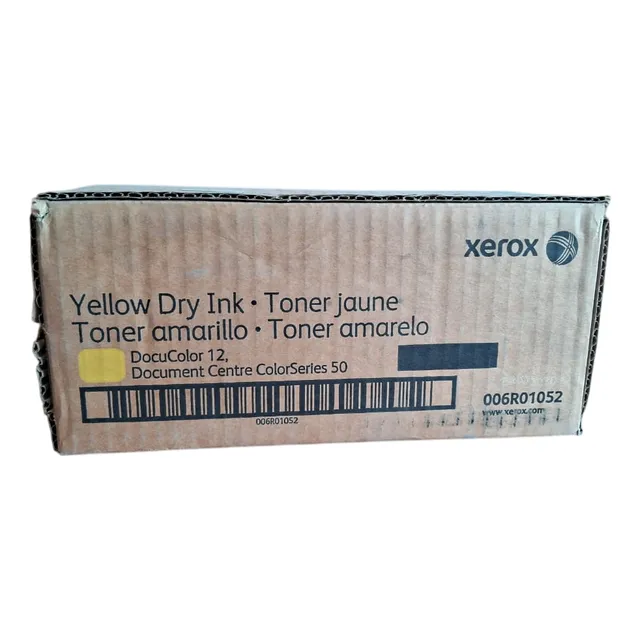 xerox
Yellow Dry Ink • Toner jaune
Toner amarillo • Toner amarelo
DocuColor 12,
Document Centre ColorSeries 50
006R01052
006R01052
www.xerox.com